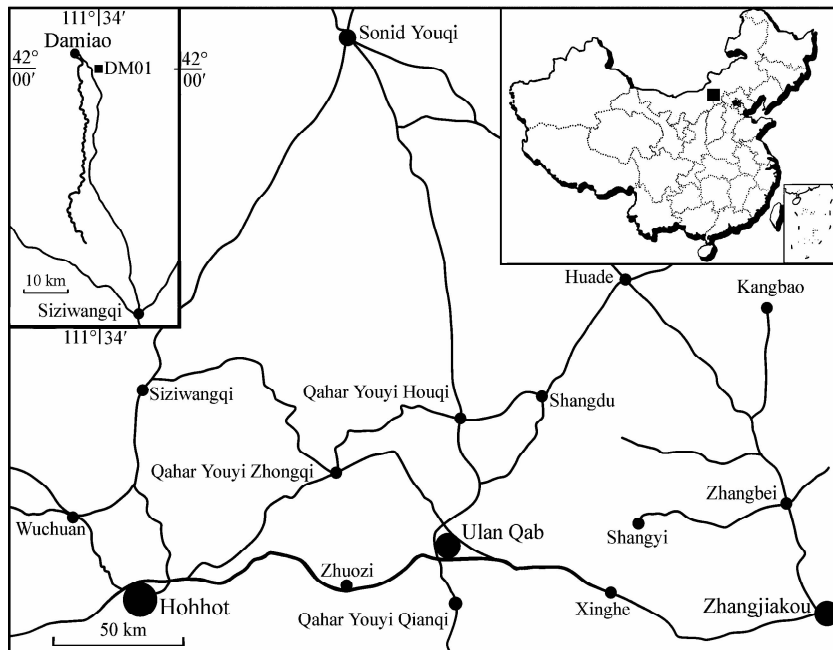 111° 34′
Damiao
42°
00′
DM01
42°
00′
10 km
Siziwangqi
111° 34′
Sonid Youqi
Huade
Kangbao
Siziwangqi
Qahar Youyi Houqi
Shangdu
Qahar Youyi Zhongqi
Zhangbei
Wuchuan
Ulan Qab
Shangyi
Zhuozi
Hohhot
Qahar Youyi Qianqi
Xinghe
Zhangjiakou
50 km